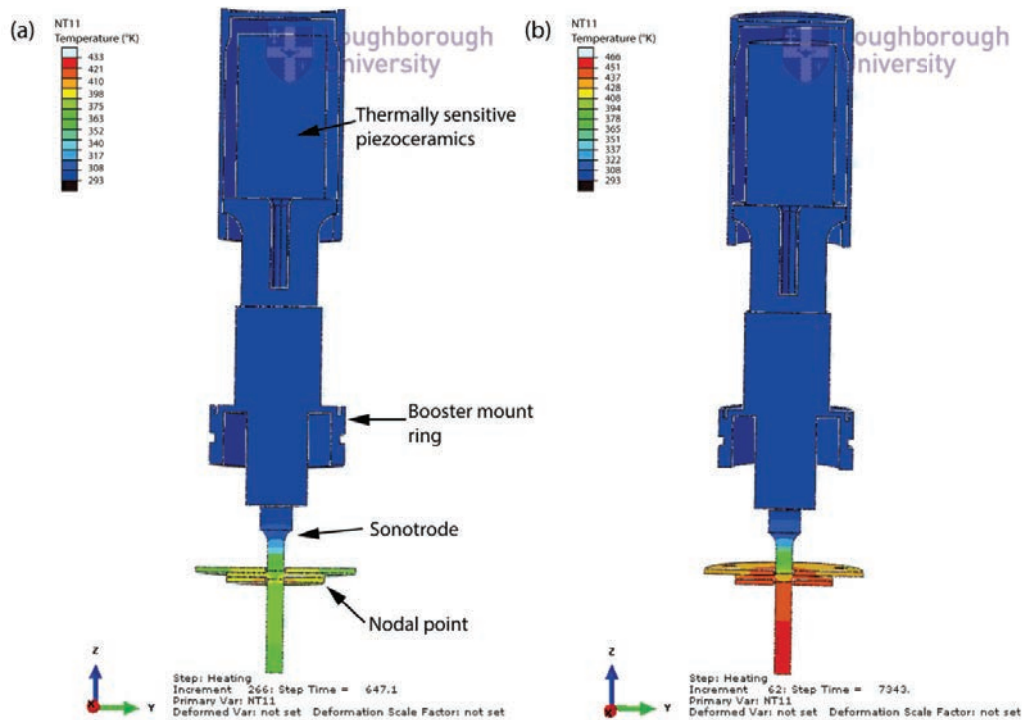 (a)
NT11
Temperature (°K)
433
421
410
398
375
363
352
340
317
308
293
Loughborough
University
Thermally sensitive
piezoceramics
Booster mount
ring
Sonotrode
Nodal point
Z
X
Y
Step: Heating
Increment 266: Step Time = 647.1
Primary Var: NT11
Deformed Var: not set Deformation Scale Factor: not set
(b)
NT11
Temperature (°K)
466
451
437
428
408
394
378
365
351
337
322
308
293
Loughborough
University
Z
X
Y
Step: Heating
Increment 62: Step Time = 7343.
Primary Var: NT11
Deformed Var: not set Deformation Scale Factor: not set